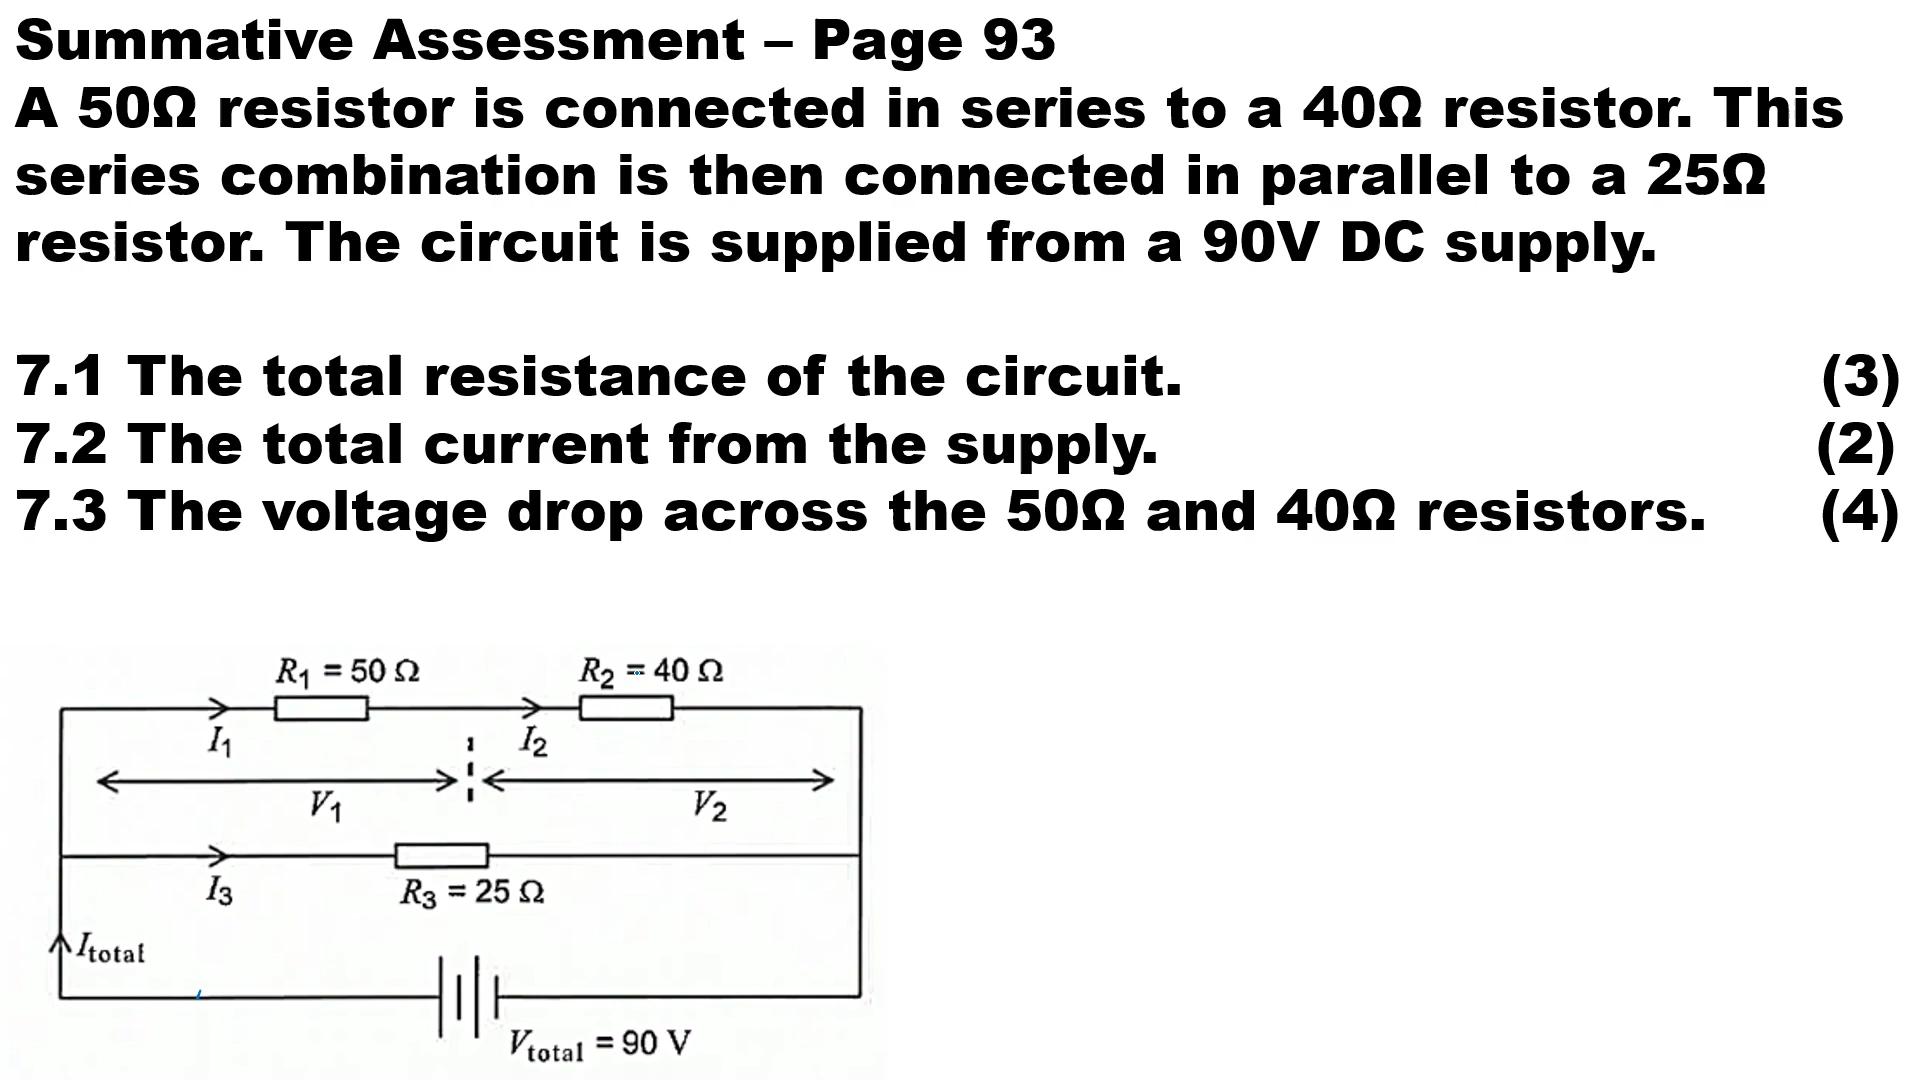 Summative Assessment – Page 93
A 50Ω resistor is connected in series to a 40Ω resistor. This
series combination is then connected in parallel to a 25Ω
resistor. The circuit is supplied from a 90V DC supply.
7.1 The total resistance of the circuit. (3)
7.2 The total current from the supply. (2)
7.3 The voltage drop across the 50Ω and 40Ω resistors. (4)
R1 = 50 Ω R2 = 40 Ω
I1 I2
V1 V2
I3 R3 = 25 Ω
Itotal
Vtotal = 90 V